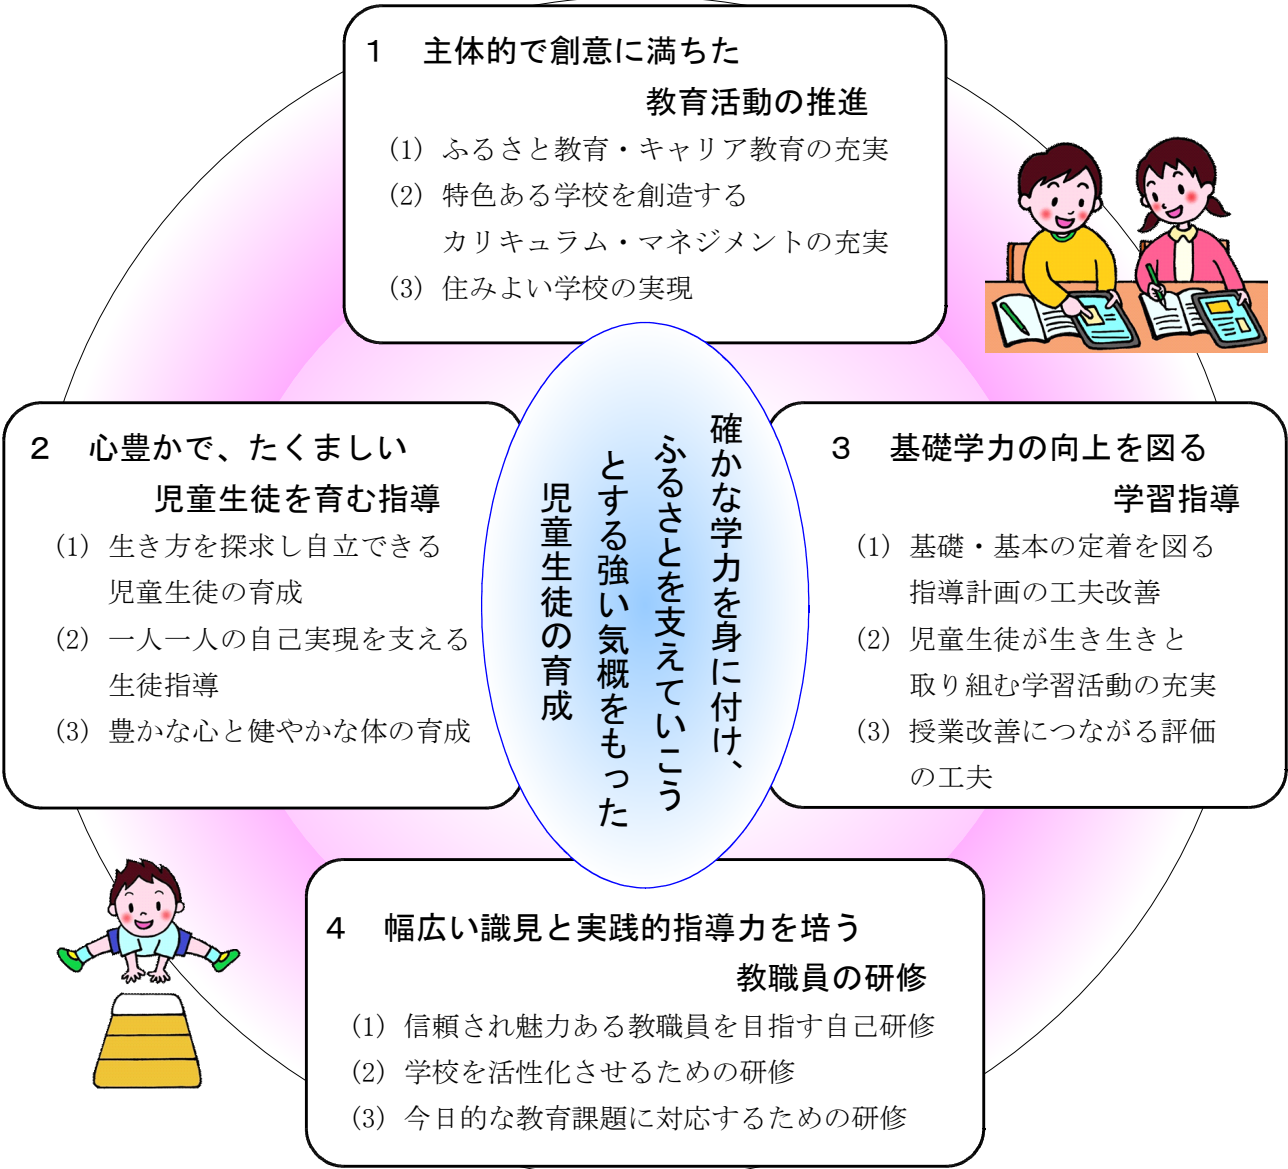 １　主体的で創意に満ちた
教育活動の推進
(1) ふるさと教育・キャリア教育の充実
(2) 特色ある学校を創造する
カリキュラム・マネジメントの充実
(3) 住みよい学校の実現
確かな学力を身に付け、
ふるさとを支えていこう
とする強い気概をもった
児童生徒の育成
２　心豊かで、たくましい
児童生徒を育む指導
(1) 生き方を探求し自立できる
児童生徒の育成
(2) 一人一人の自己実現を支える
生徒指導
(3) 豊かな心と健やかな体の育成
３　基礎学力の向上を図る
学習指導
(1) 基礎・基本の定着を図る
指導計画の工夫改善
(2) 児童生徒が生き生きと
取り組む学習活動の充実
(3) 授業改善につながる評価
の工夫
４　幅広い識見と実践的指導力を培う
教職員の研修
(1) 信頼され魅力ある教職員を目指す自己研修
(2) 学校を活性化させるための研修
(3) 今日的な教育課題に対応するための研修